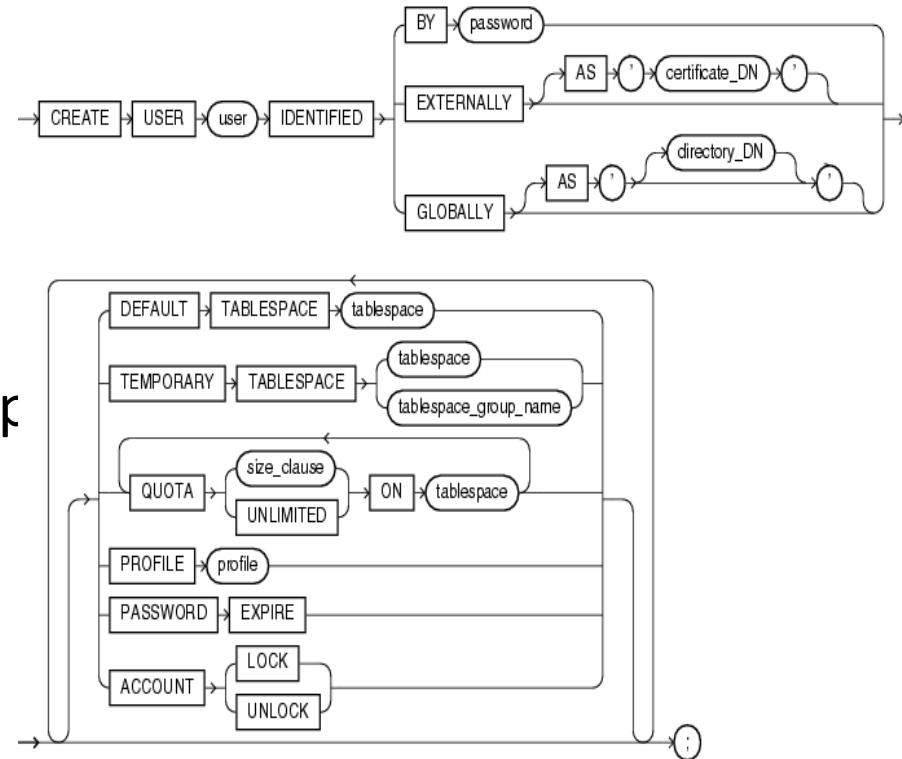 BY password
AS ' certificate_DN '
EXTERNALLY
CREATE USER user IDENTIFIED
directory_DN
AS ' '
GLOBALLY
DEFAULT TABLESPACE tablespace
tablespace
TEMPORARY TABLESPACE
tablespace_group_name
p
size_clause
QUOTA ON tablespace
UNLIMITED
PROFILE profile
PASSWORD EXPIRE
LOCK
ACCOUNT
UNLOCK
;